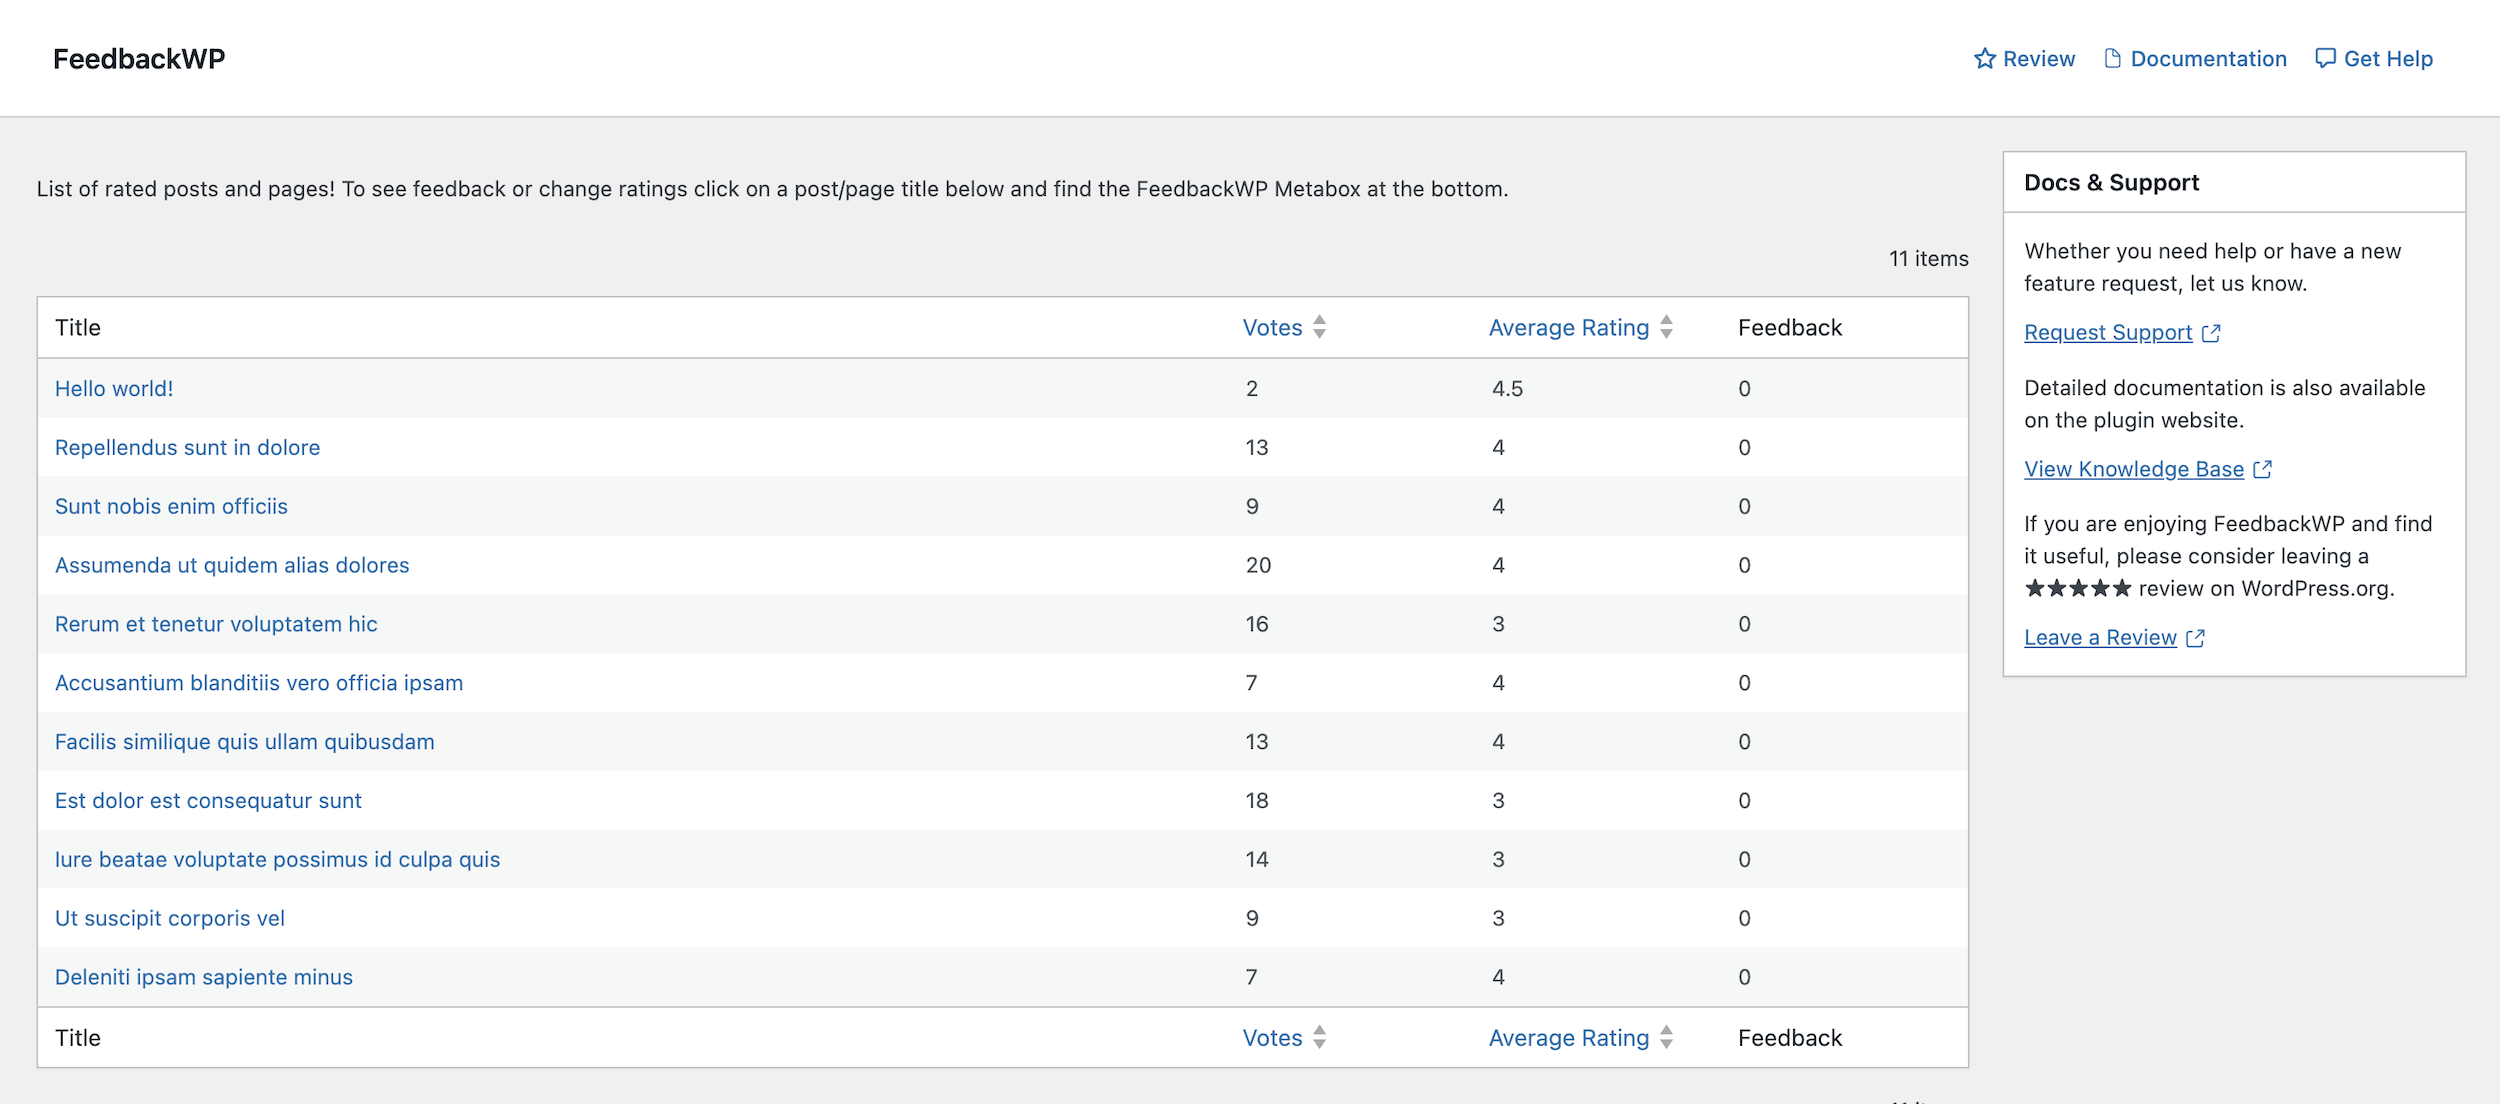 FeedbackWP
Review Documentation Get Help
List of rated posts and pages! To see feedback or change ratings click on a post/page title below and find the FeedbackWP Metabox at the bottom.
11 items
Title Votes Average Rating Feedback
Hello world! 2 4.5 0
Repellendus sunt in dolore 13 4 0
Sunt nobis enim officiis 9 4 0
Assumenda ut quidem alias dolores 20 4 0
Rerum et tenetur voluptatem hic 16 3 0
Accusantium blanditiis vero officia ipsam 7 4 0
Facilis similique quis ullam quibusdam 13 4 0
Est dolor est consequatur sunt 18 3 0
Iure beatae voluptate possimus id culpa quis 14 3 0
Ut suscipit corporis vel 9 3 0
Deleniti ipsam sapiente minus 7 4 0
Title Votes Average Rating Feedback
Docs & Support
Whether you need help or have a new
feature request, let us know.
Request Support
Detailed documentation is also available
on the plugin website.
View Knowledge Base
If you are enjoying FeedbackWP and find
it useful, please consider leaving a
★★★★★ review on WordPress.org.
Leave a Review